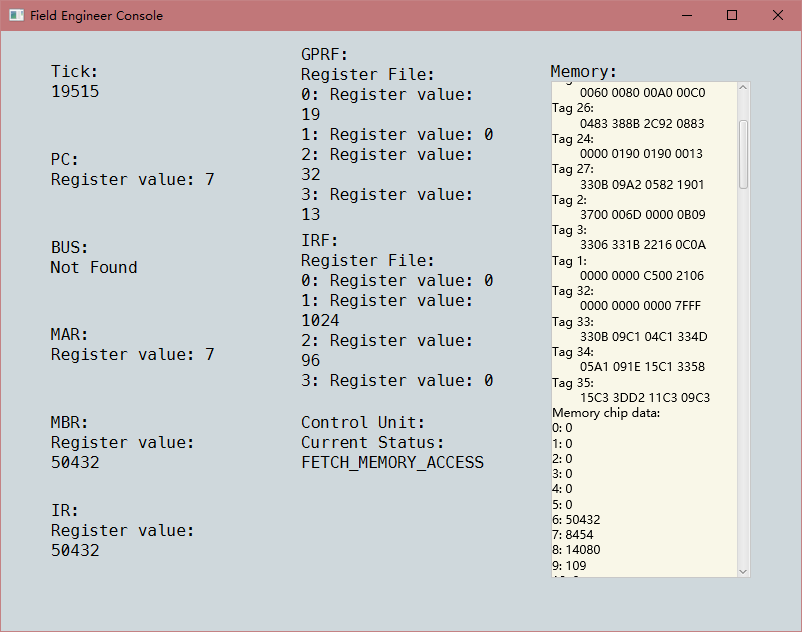 Field Engineer Console
Tick:
19515
PC:
Register value: 7
BUS:
Not Found
MAR:
Register value: 7
MBR:
Register value:
50432
IR:
Register value:
50432
GPRF:
Register File:
0: Register value:
19
1: Register value: 0
2: Register value:
32
3: Register value:
13
IRF:
Register File:
0: Register value: 0
1: Register value:
1024
2: Register value:
96
3: Register value: 0
Control Unit:
Current Status:
FETCH_MEMORY_ACCESS
Memory:
0060 0080 00A0 00C0
Tag 26:
0483 388B 2C92 0883
Tag 24:
0000 0190 0190 0013
Tag 27:
330B 09A2 0582 1901
Tag 2:
3700 006D 0000 0B09
Tag 3:
3306 331B 2216 0C0A
Tag 1:
0000 0000 C500 2106
Tag 32:
0000 0000 0000 7FFF
Tag 33:
330B 09C1 04C1 334D
Tag 34:
05A1 091E 15C1 3358
Tag 35:
15C3 3DD2 11C3 09C3
Memory chip data:
0: 0
1: 0
2: 0
3: 0
4: 0
5: 0
6: 50432
7: 8454
8: 14080
9: 109